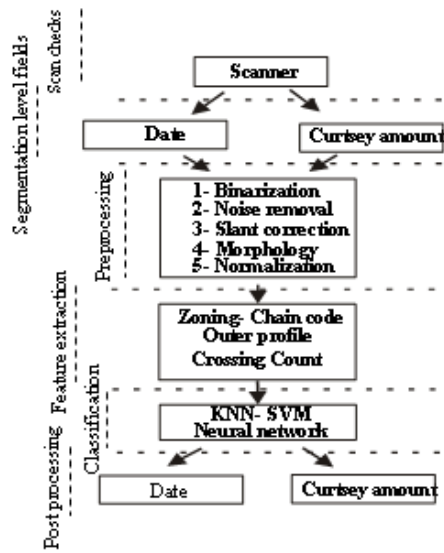 Segmentation level fields
Scan checks
Scanner
Date
Curtsey amount
Preprocessing
1- Binarization
2- Noise removal
3- Slant correction
4- Morphology
5- Normalization
Feature extraction
Zoning- Chain code
Outer profile
Crossing Count
Classification
KNN- SVM
Neural network
Post processing
Date
Curtsey amount